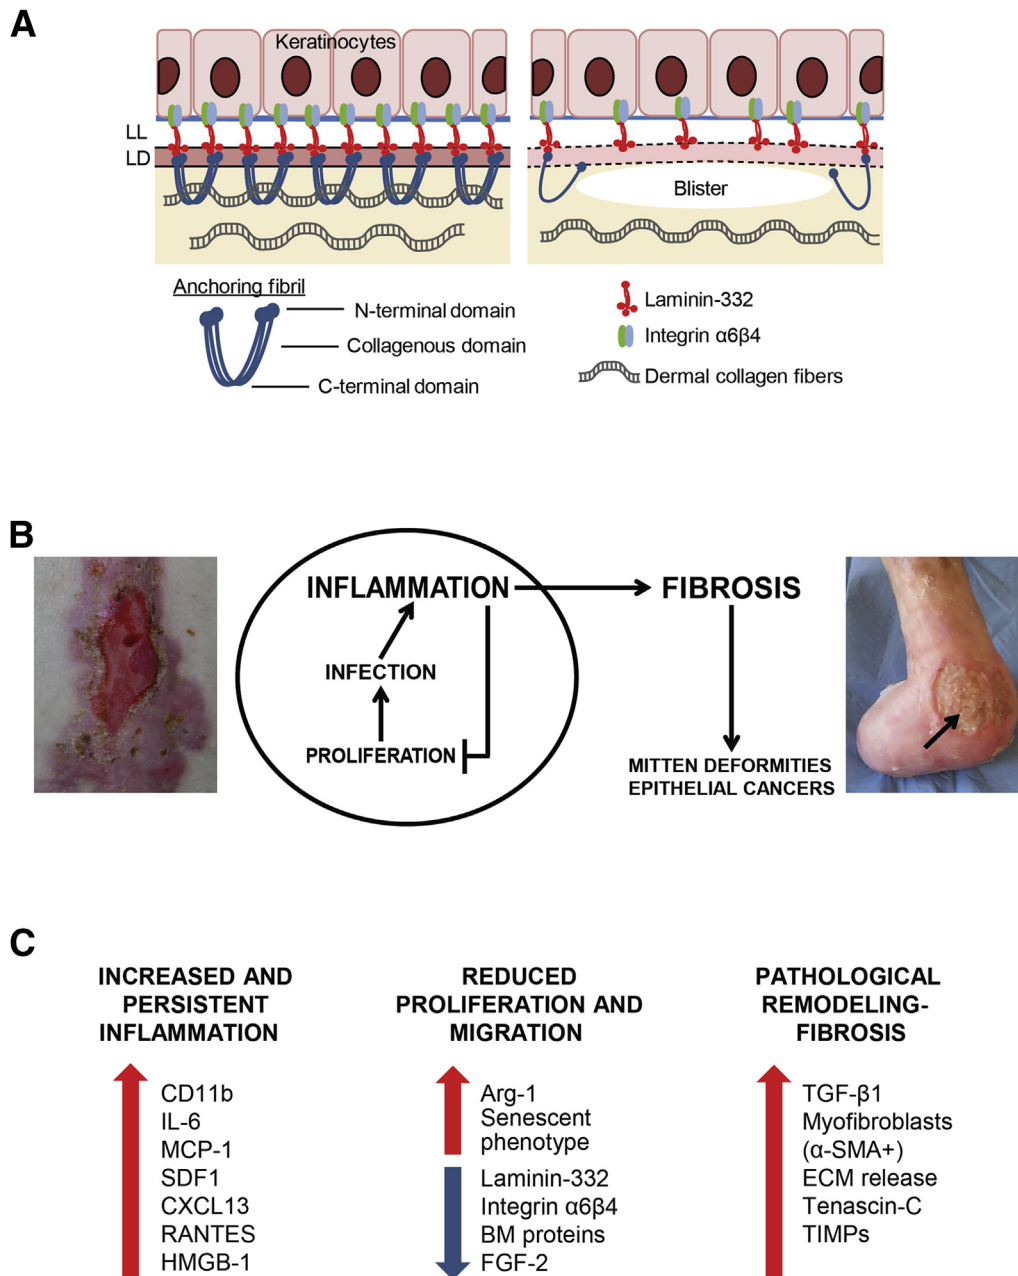 A
Keratinocytes
LL
LD
Blister
Anchoring fibril
N-terminal domain
Collagenous domain
C-terminal domain
Laminin-332
Integrin α6β4
Dermal collagen fibers
B
INFLAMMATION
FIBROSIS
INFECTION
PROLIFERATION
MITTEN DEFORMITIES
EPITHELIAL CANCERS
C
INCREASED AND
PERSISTENT
INFLAMMATION
CD11b
IL-6
MCP-1
SDF1
CXCL13
RANTES
HMGB-1
REDUCED
PROLIFERATION AND
MIGRATION
Arg-1
Senescent
phenotype
Laminin-332
Integrin α6β4
BM proteins
FGF-2
PATHOLOGICAL
REMODELING-
FIBROSIS
TGF-β1
Myofibroblasts
(α-SMA+)
ECM release
Tenascin-C
TIMPs